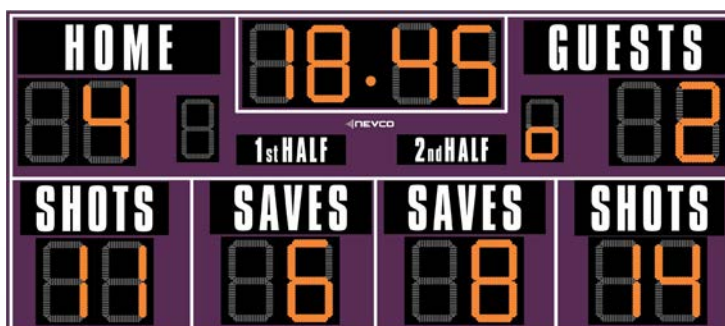 HOME 18.45 GUESTS
4 2
NEVCO
1st HALF 2nd HALF
SHOTS SAVES SAVES SHOTS
11 6 8 14